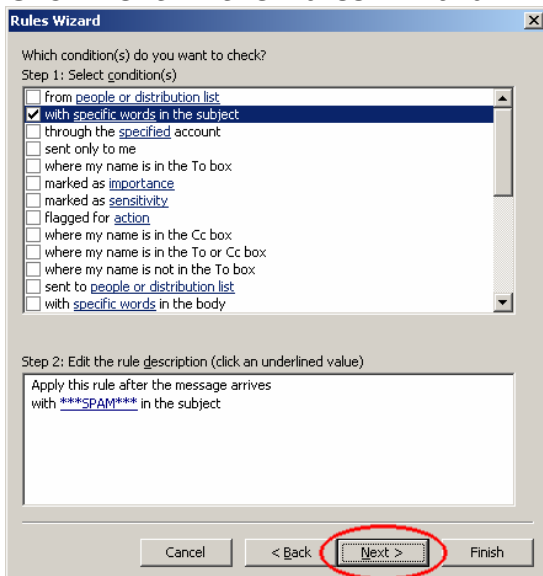 Rules Wizard
Which condition(s) do you want to check?
Step 1: Select condition(s)
from people or distribution list
with specific words in the subject
through the specified account
sent only to me
where my name is in the To box
marked as importance
marked as sensitivity
flagged for action
where my name is in the Cc box
where my name is in the To or Cc box
where my name is not in the To box
sent to people or distribution list
with specific words in the body
Step 2: Edit the rule description (click an underlined value)
Apply this rule after the message arrives
with ***SPAM*** in the subject
Cancel < Back Next > Finish